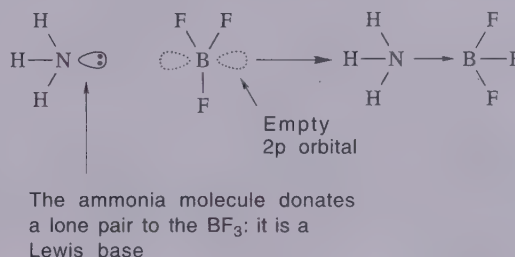 H F F H F
H—N B H—N→B—F
H F H F
Empty
2p orbital
The ammonia molecule donates
a lone pair to the BF₃: it is a
Lewis base